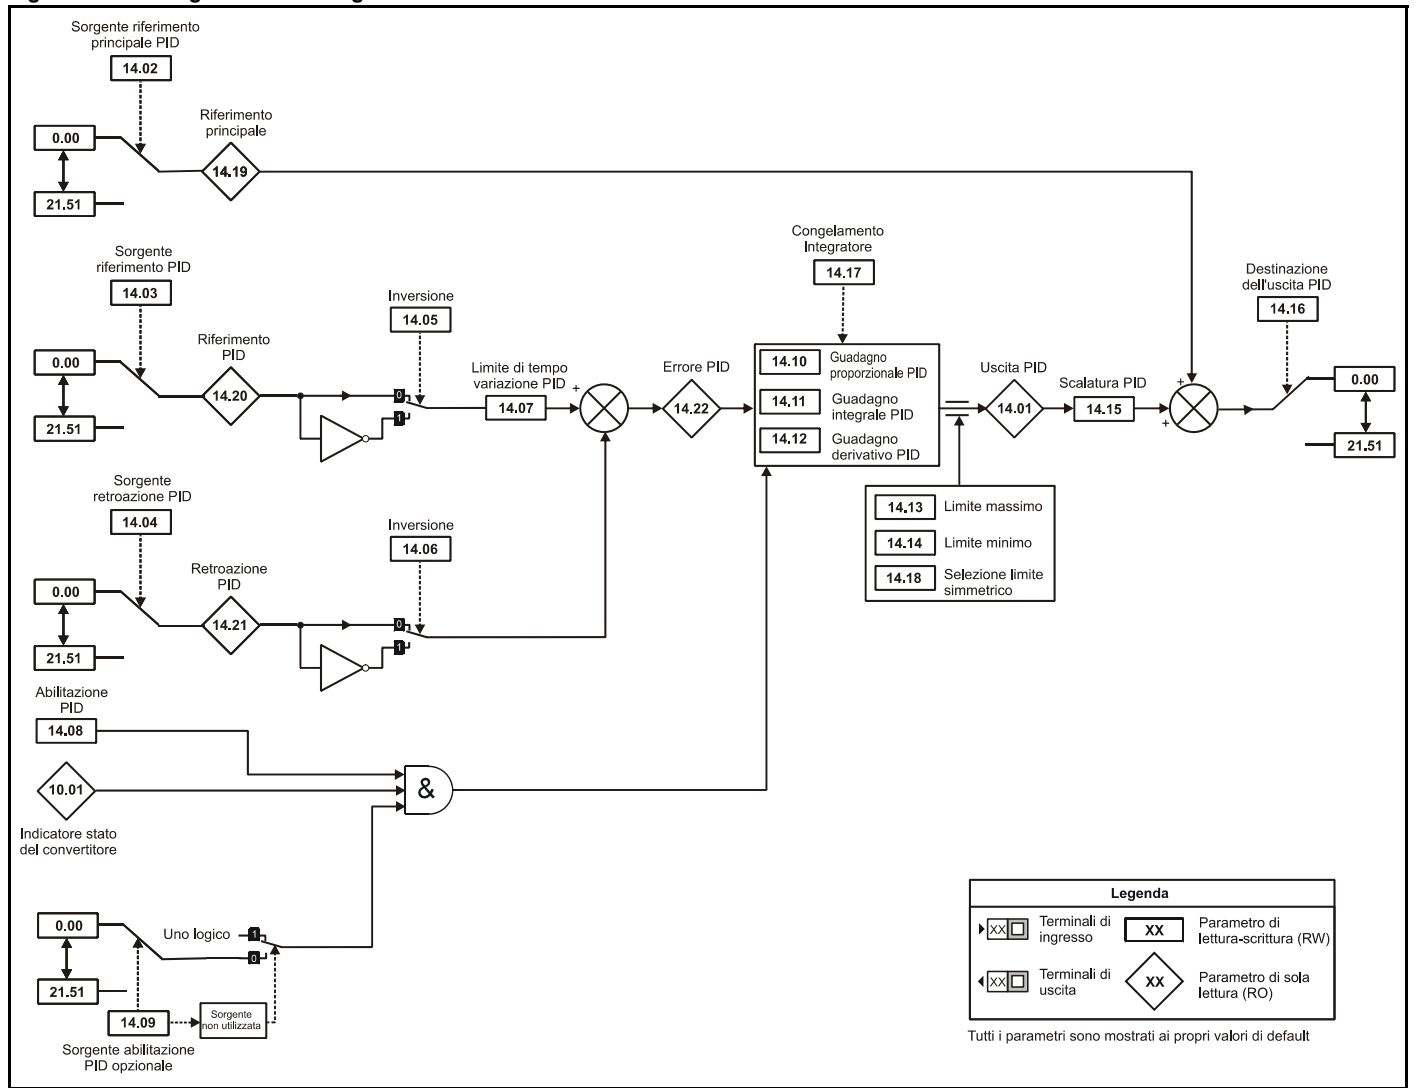 Sorgente riferimento
principale PID
14.02
Riferimento
principale
0.00
14.19
21.51
Sorgente
riferimento PID
14.03
Inversione
14.05
Congelamento
Integratore
14.17
Destinazione
dell'uscita PID
14.16
0.00
Riferimento
PID
14.20
21.51
0
1
Limite di tempo
variazione PID
14.07
+
Errore PID
14.22
14.10
Guadagno
proporzionale PID
14.11
Guadagno
integrale PID
14.12
Guadagno
derivativo PID
Uscita PID
14.01
Scalatura PID
14.15
+
+
0.00
21.51
14.13
Limite massimo
14.14
Limite minimo
14.18
Selezione limite
simmetrico
Sorgente
retroazione PID
14.04
Inversione
14.06
0.00
Retroazione
PID
14.21
21.51
0
1
Abilitazione
PID
14.08
10.01
Indicatore stato
del convertitore
&
0.00
21.51
Uno logico
1
0
14.09
Sorgente
non utilizzata
Sorgente abilitazione
PID opzionale
Legenda
XX
Terminali di
ingresso
XX
Parametro di
lettura-scrittura (RW)
XX
Terminali di
uscita
XX
Parametro di sola
lettura (RO)
Tutti i parametri sono mostrati ai propri valori di default